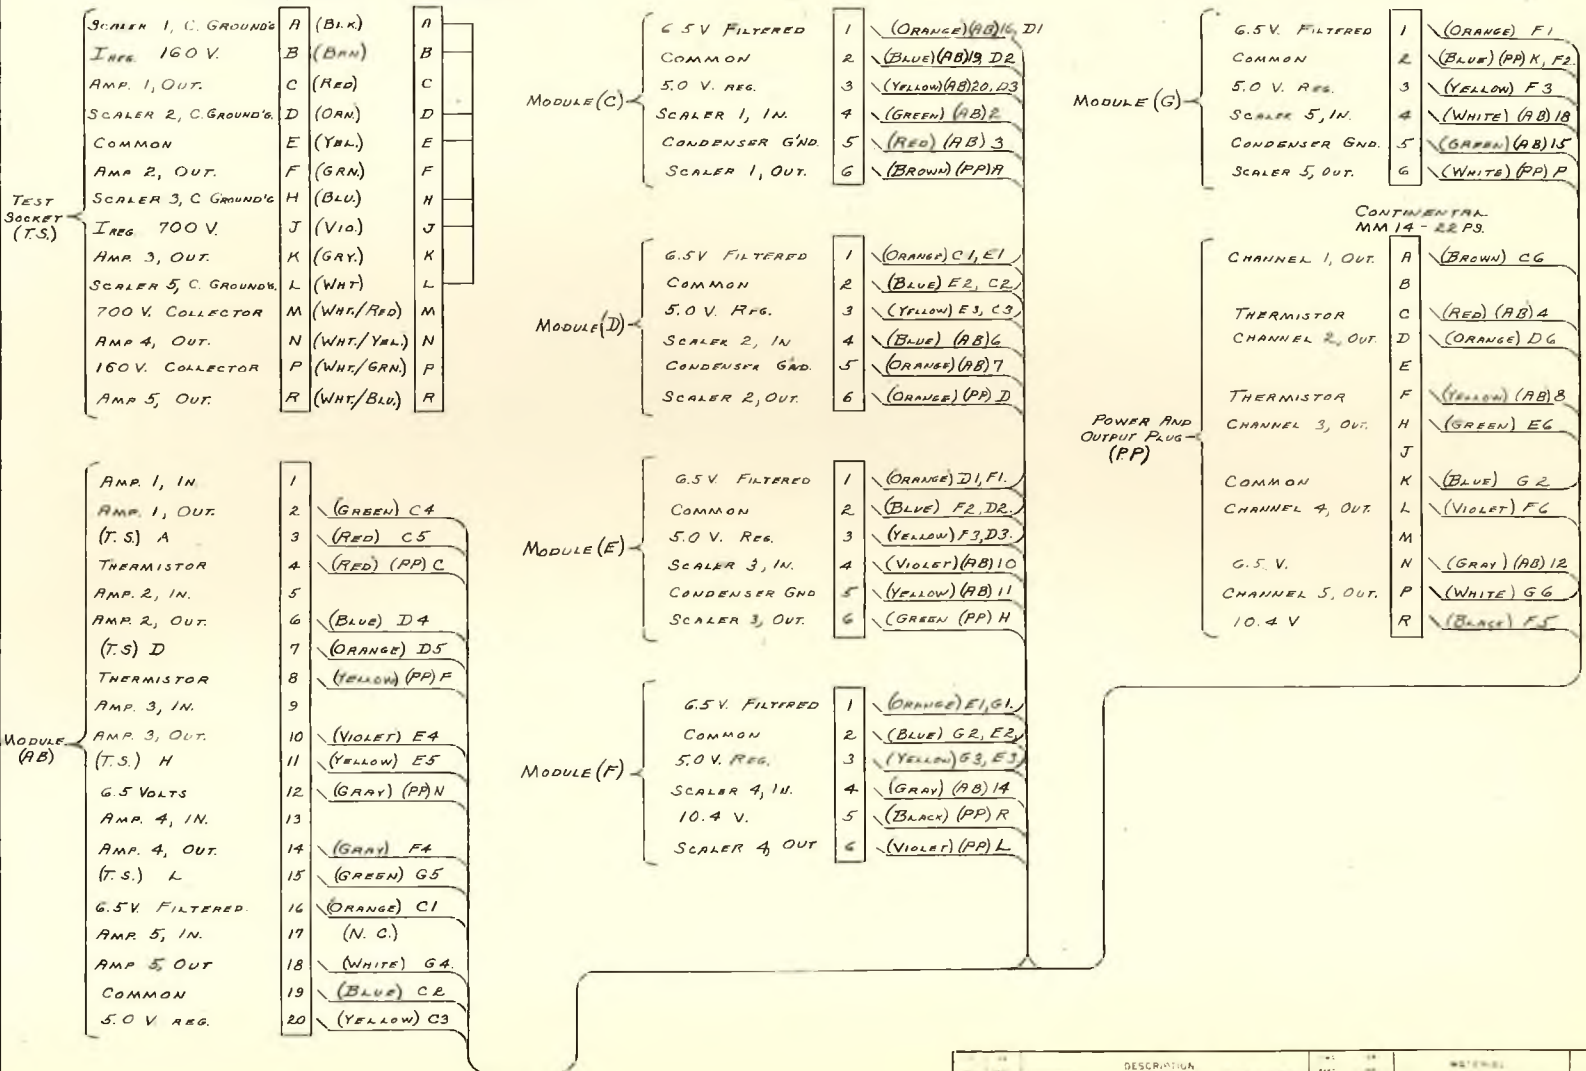 TEST SOCKET (T.S.)
SCALER 1, C. GROUND'G A (BLK.) A
I REG. 160 V. B (BRN) B
AMP. 1, OUT. C (RED) C
SCALER 2, C. GROUND'G. D (ORN.) D
COMMON E (YEL.) E
AMP 2, OUT. F (GRN.) F
SCALER 3, C GROUND'G H (BLU.) H
I REG 700 V. J (VIO.) J
AMP. 3, OUT. K (GRY.) K
SCALER 5, C. GROUND'G. L (WHT) L
700 V. COLLECTOR M (WHT./RED) M
AMP 4, OUT. N (WHT./YEL.) N
160 V. COLLECTOR P (WHT./GRN.) P
AMP 5, OUT. R (WHT./BLU.) R
MODULE (AB)
AMP. 1, IN 1
AMP. 1, OUT. 2 (GREEN) C4
(T.S.) A 3 (RED) C5
THERMISTOR 4 (RED) (PP) C
AMP. 2, IN. 5
AMP. 2, OUT. 6 (BLUE) D4
(T.S) D 7 (ORANGE) D5
THERMISTOR 8 (YELLOW) (PP) F
AMP. 3, IN. 9
AMP. 3, OUT. 10 (VIOLET) E4
(T.S.) H 11 (YELLOW) E5
6.5 VOLTS 12 (GRAY) (PP) N
AMP. 4, IN. 13
AMP. 4, OUT. 14 (GRAY) F4
(T.S.) L 15 (GREEN) G5
6.5 V. FILTERED. 16 (ORANGE) C1
AMP. 5, IN. 17 (N. C.)
AMP 5, OUT 18 (WHITE) G4.
COMMON 19 (BLUE) C2
5.0 V REG. 20 (YELLOW) C3
MODULE (C)
6 5V FILTERED 1 (ORANGE)(AB)16, D1
COMMON 2 (BLUE)(AB)19, D2
5.0 V. REG. 3 (YELLOW)(AB)20, D3
SCALER 1, IN. 4 (GREEN) (AB) 2
CONDENSER G'ND. 5 (RED) (AB) 3
SCALER 1, OUT. 6 (BROWN) (PP) A
MODULE (D)
6.5V FILTERED 1 (ORANGE) C1, E1
COMMON 2 (BLUE) E2, C2
5.0 V. REG. 3 (YELLOW) E3, C3
SCALER 2, IN 4 (BLUE) (AB) 6
CONDENSER GND. 5 (ORANGE) (AB) 7
SCALER 2, OUT. 6 (ORANGE) (PP) D
MODULE (E)
6.5 V. FILTERED 1 (ORANGE) D1, F1.
COMMON 2 (BLUE) F2, D2.
5.0 V. REG. 3 (YELLOW) F3, D3.
SCALER 3, IN. 4 (VIOLET)(AB) 10
CONDENSER GND 5 (YELLOW) (AB) 11
SCALER 3, OUT. 6 (GREEN (PP) H
MODULE (F)
6.5 V. FILTERED 1 (ORANGE) E1, G1.
COMMON 2 (BLUE) G2, E2
5.0 V. REG. 3 (YELLOW) G3, E3
SCALER 4, IN. 4 (GRAY) (AB) 14
10.4 V. 5 (BLACK) (PP) R
SCALER 4, OUT 6 (VIOLET) (PP) L
MODULE (G)
6.5 V. FILTERED 1 (ORANGE) F1
COMMON 2 (BLUE) (PP) K, F2.
5.0 V. REG. 3 (YELLOW) F3
SCALER 5, IN. 4 (WHITE) (AB) 18
CONDENSER GND. 5 (GREEN) (AB) 15
SCALER 5, OUT. 6 (WHITE) (PP) P
CONTINENTAL
MM 14 - 22 PS.
POWER AND OUTPUT PLUG (P.P)
CHANNEL 1, OUT. A (BROWN) C6
B
THERMISTOR C (RED) (AB) 4
CHANNEL 2, OUT. D (ORANGE) D6
E
THERMISTOR F (YELLOW) (AB) 8
CHANNEL 3, OUT. H (GREEN) E6
J
COMMON K (BLUE) G2
CHANNEL 4, OUT. L (VIOLET) F6
M
6.5 V. N (GRAY) (AB) 12
CHANNEL 5, OUT. P (WHITE) G6
10.4 V R (BLACK) F5
DESCRIPTION MATERIAL